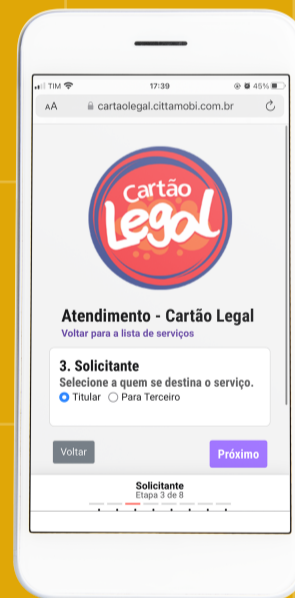 TIM 17:39 45%
AA cartaolegal.cittamobi.com.br
Cartão
Legal
Atendimento - Cartão Legal
Voltar para a lista de serviços
3. Solicitante
Selecione a quem se destina o serviço.
Titular Para Terceiro
Voltar Próximo
Solicitante
Etapa 3 de 8